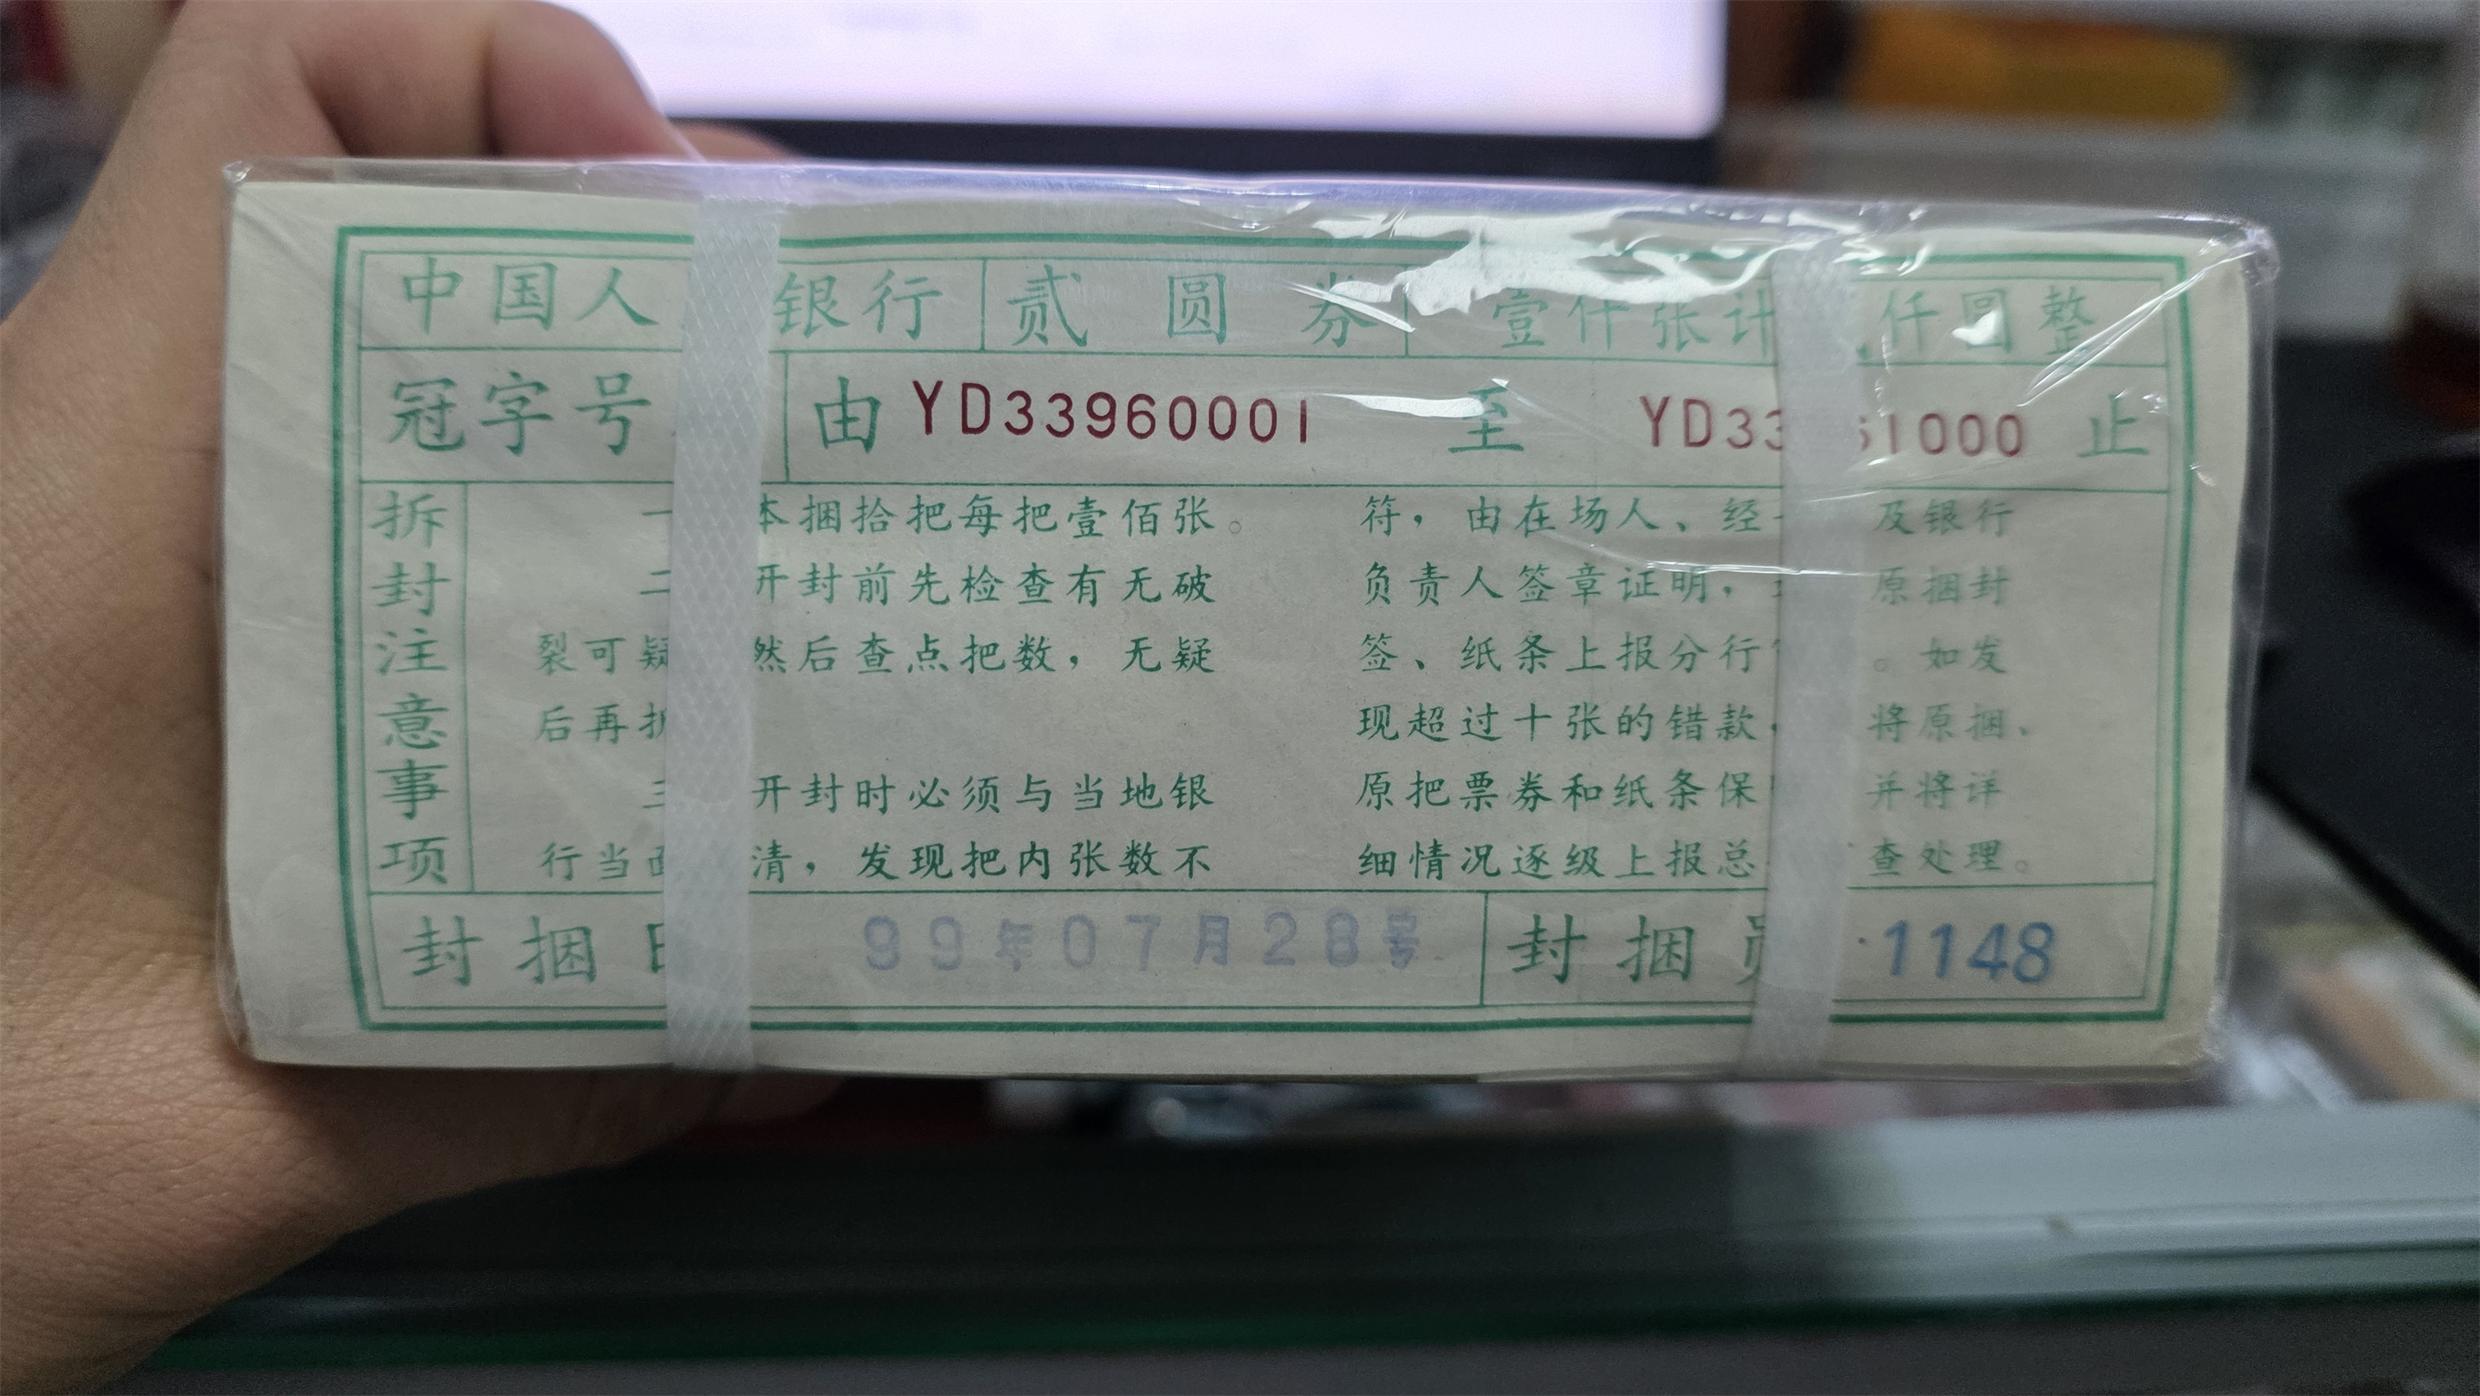 中国人 银行 贰圆券 壹仟张计 仟圆整
冠字号 由 YD33960001 至 YD33 61000 止
拆封注意事项
一 本捆拾把每把壹佰张。
二 开封前先检查有无破
裂可疑 然后查点把数，无疑
后再拆
三 开封时必须与当地银
行当面 清，发现把内张数不
符，由在场人、经 及银行
负责人签章证明， 原捆封
签、纸条上报分行 。如发
现超过十张的错款， 将原捆、
原把票券和纸条保 并将详
细情况逐级上报总 查处理。
封捆日 99年07月28号 封捆员 1148